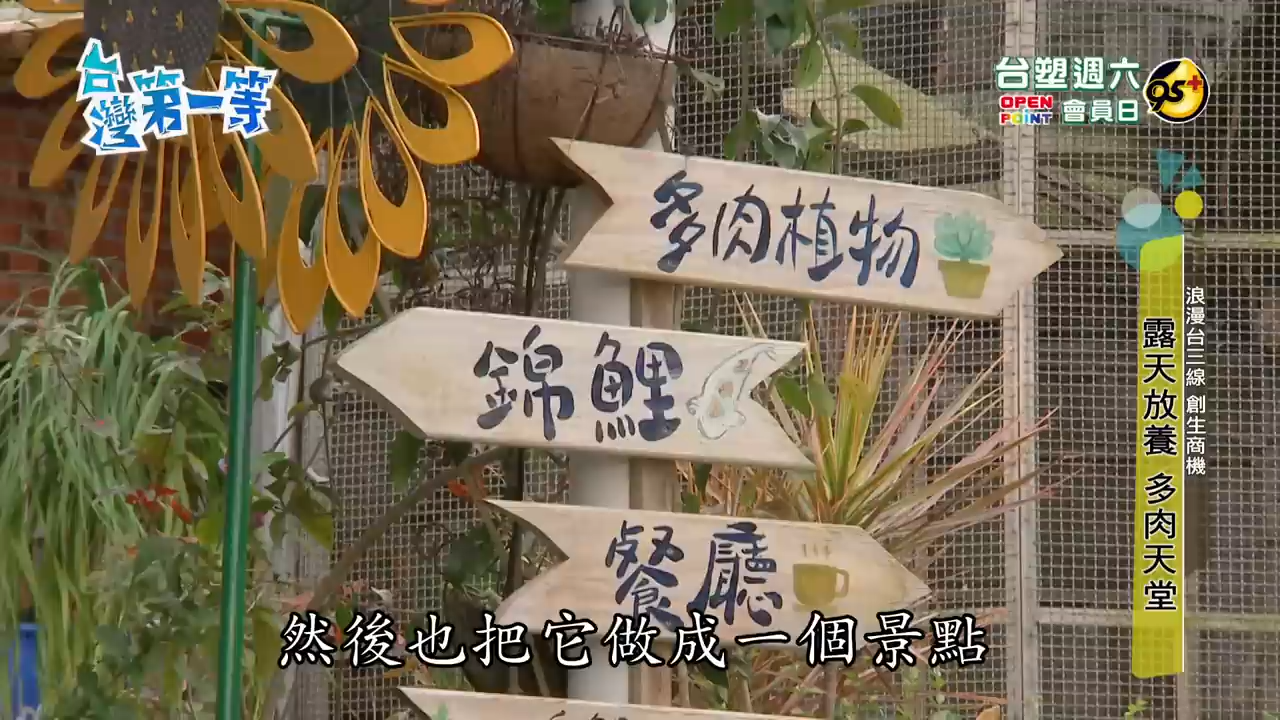 台灣第一等
台塑週六
OPEN POINT 會員日
95+
多肉植物
錦鯉
餐廳
浪漫台三線 創生商機
露天放養 多肉天堂
然後也把它做成一個景點